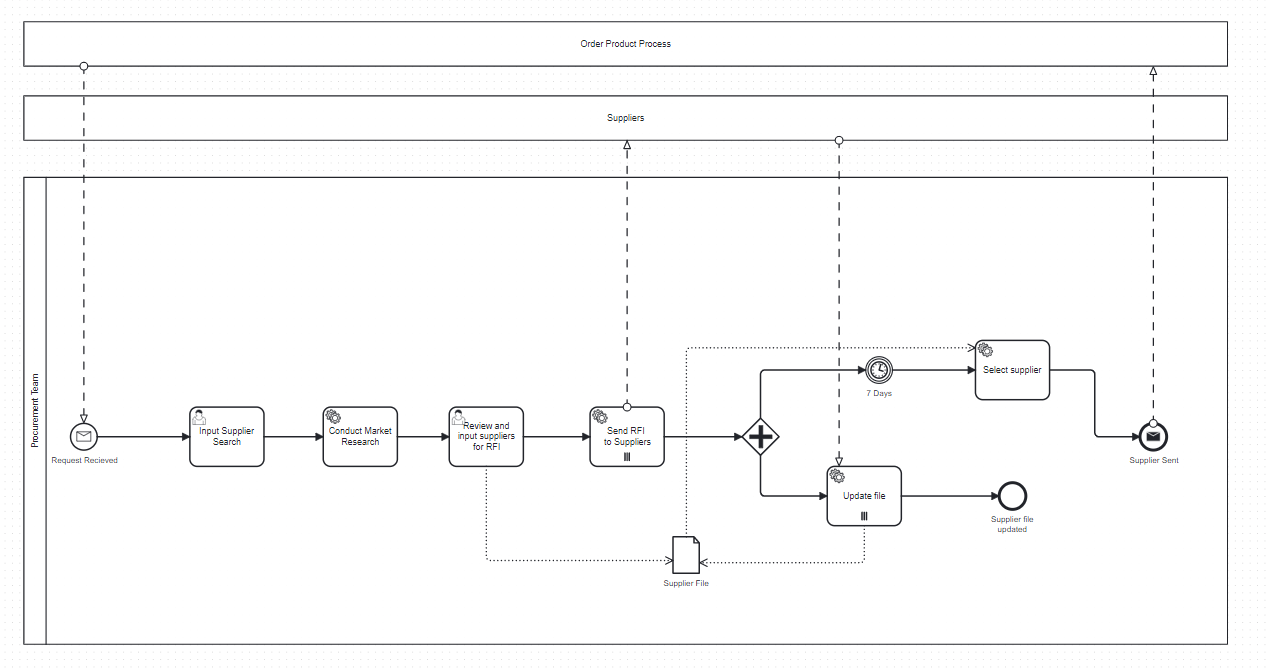 Order Product Process
Suppliers
Procurement Team
Request Recieved
Input Supplier
Search
Conduct Market
Research
Review and
input suppliers
for RFI
Send RFI
to Suppliers
7 Days
Select supplier
Supplier Sent
Update file
Supplier file
updated
Supplier File